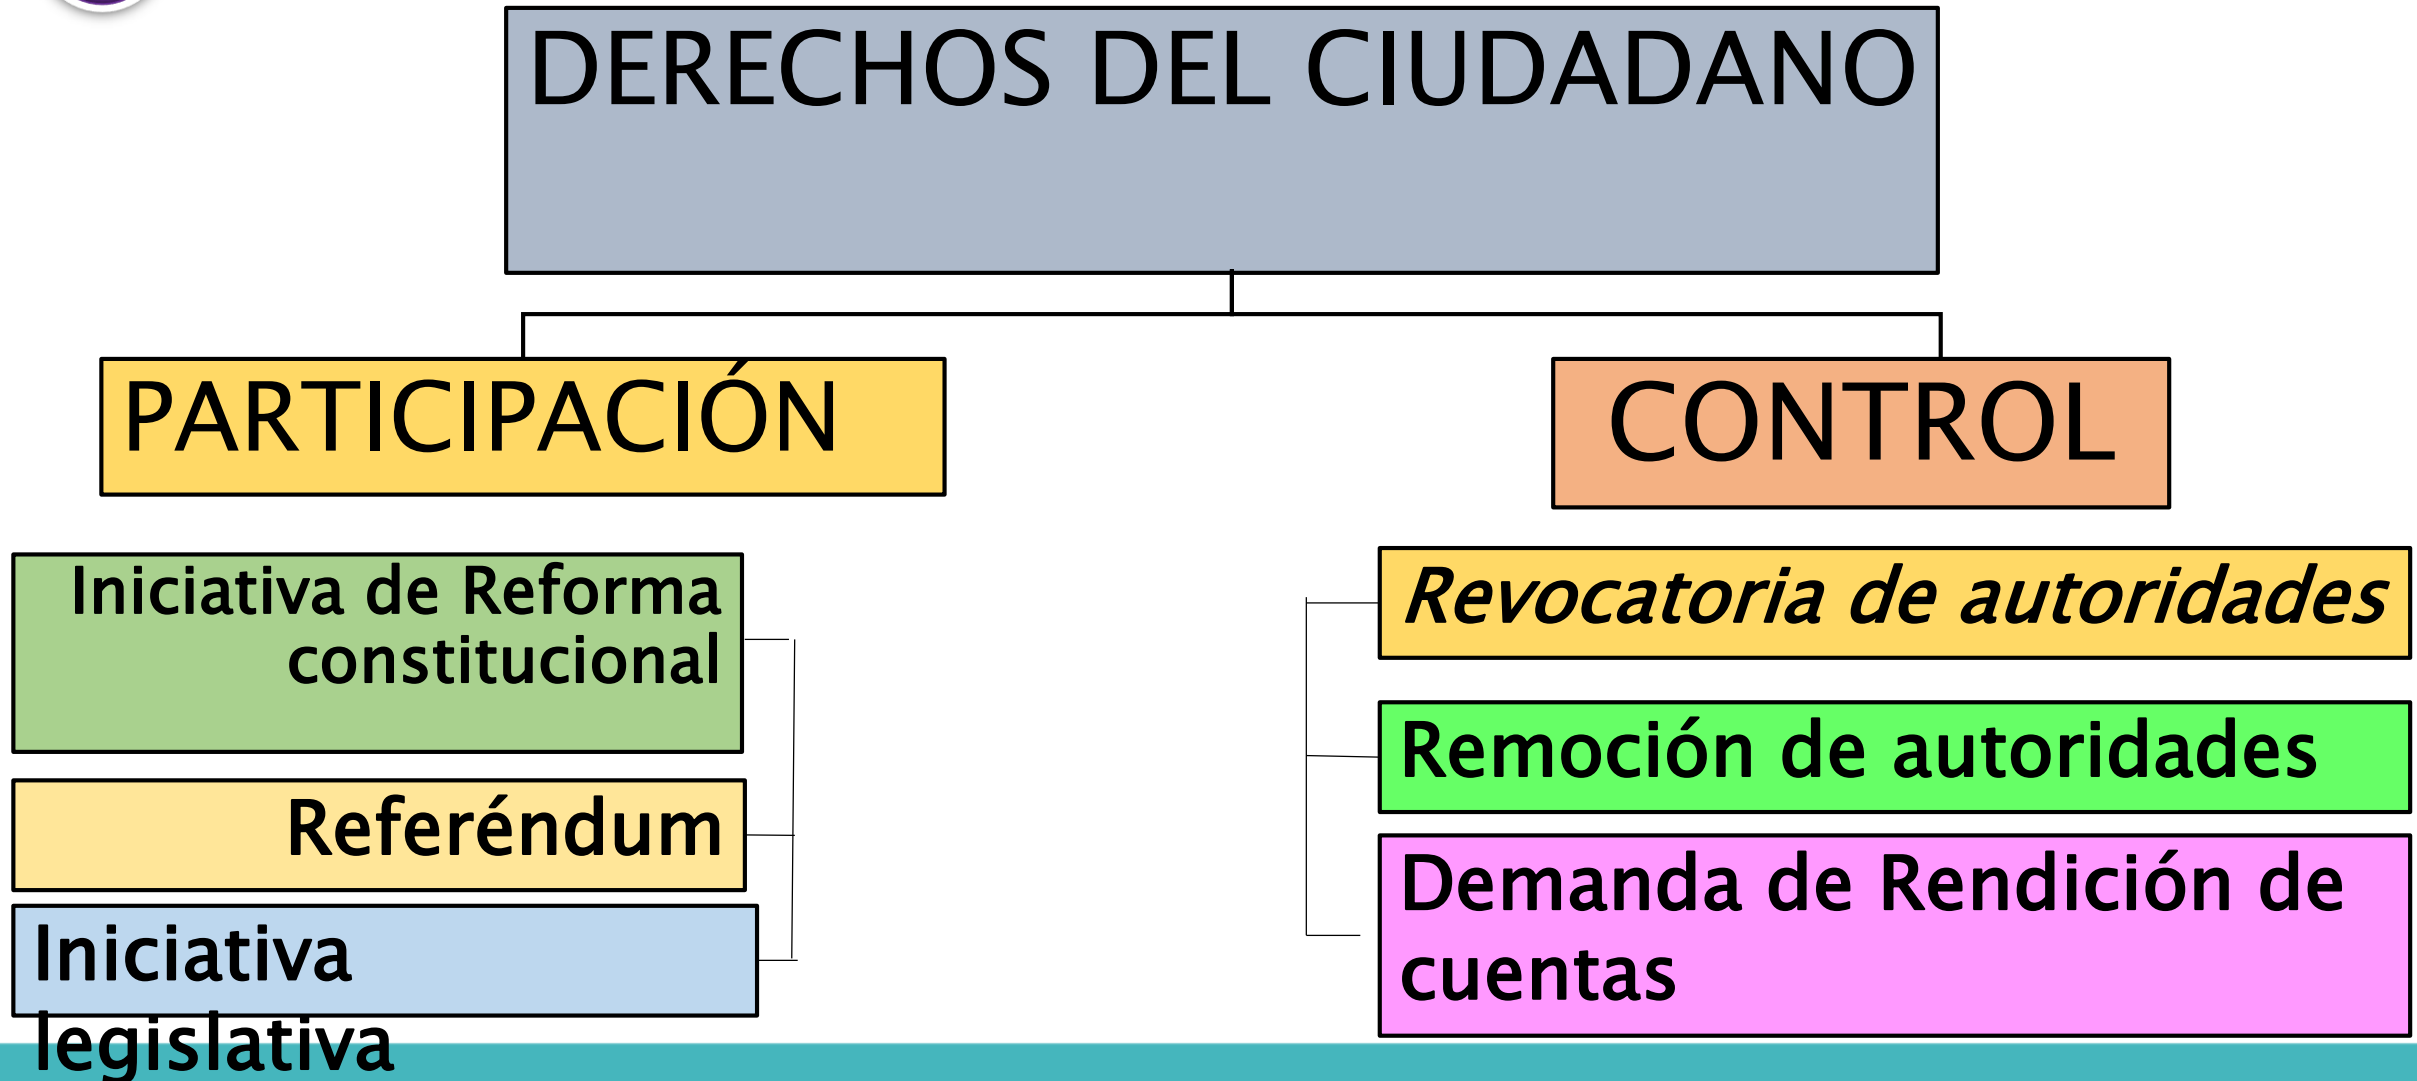 DERECHOS DEL CIUDADANO
PARTICIPACIÓN
CONTROL
Iniciativa de Reforma
constitucional
Referéndum
Iniciativa
legislativa
Revocatoria de autoridades
Remoción de autoridades
Demanda de Rendición de
cuentas